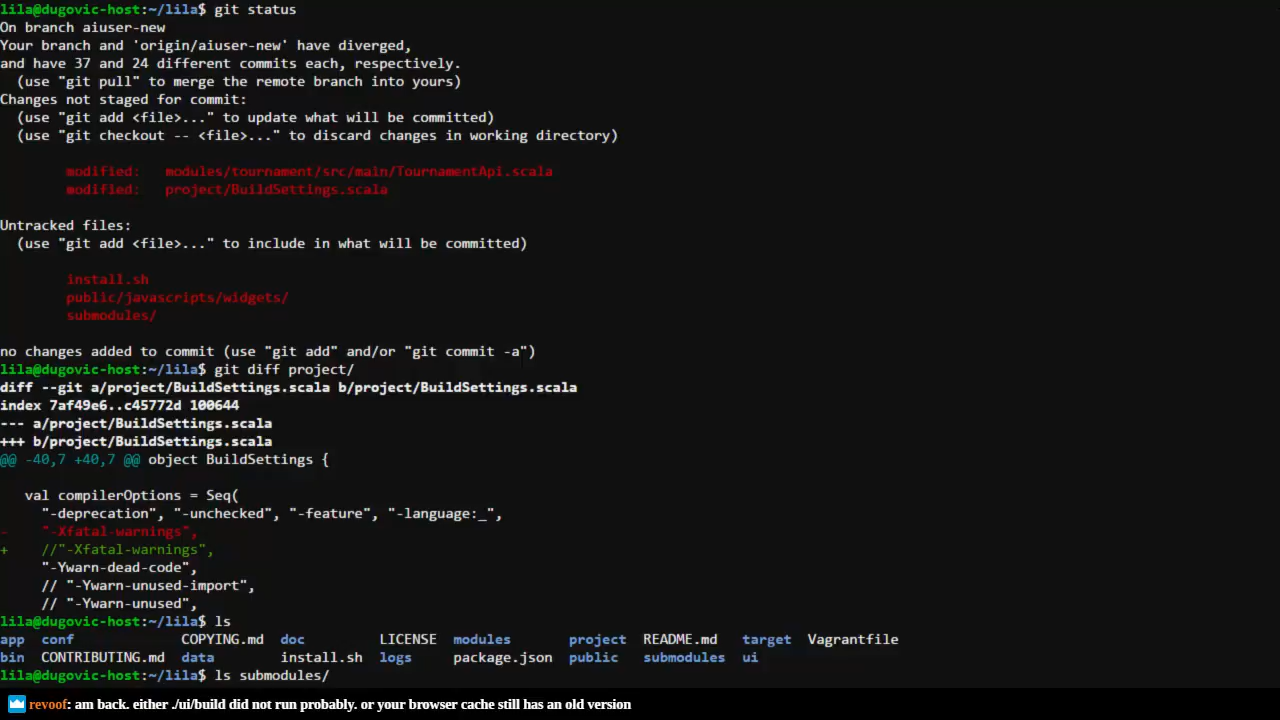 lila@dugovic-host:~/lila$ git status
On branch aiuser-new
Your branch and 'origin/aiuser-new' have diverged,
and have 37 and 24 different commits each, respectively.
  (use "git pull" to merge the remote branch into yours)
Changes not staged for commit:
  (use "git add <file>..." to update what will be committed)
  (use "git checkout -- <file>..." to discard changes in working directory)
        modified:   modules/tournament/src/main/TournamentApi.scala
        modified:   project/BuildSettings.scala
Untracked files:
  (use "git add <file>..." to include in what will be committed)
        install.sh
        public/javascripts/widgets/
        submodules/
no changes added to commit (use "git add" and/or "git commit -a")
lila@dugovic-host:~/lila$ git diff project/
diff --git a/project/BuildSettings.scala b/project/BuildSettings.scala
index 7af49e6..c45772d 100644
--- a/project/BuildSettings.scala
+++ b/project/BuildSettings.scala
@@ -40,7 +40,7 @@ object BuildSettings {
   val compilerOptions = Seq(
     "-deprecation", "-unchecked", "-feature", "-language:_",
-    "-Xfatal-warnings",
+    //"-Xfatal-warnings",
     "-Ywarn-dead-code",
     // "-Ywarn-unused-import",
     // "-Ywarn-unused",
lila@dugovic-host:~/lila$ ls
app  conf             COPYING.md  doc         LICENSE  modules       project  README.md   target  Vagrantfile
bin  CONTRIBUTING.md  data        install.sh  logs     package.json  public   submodules  ui
lila@dugovic-host:~/lila$ ls submodules/
revoof: am back. either ./ui/build did not run probably. or your browser cache still has an old version